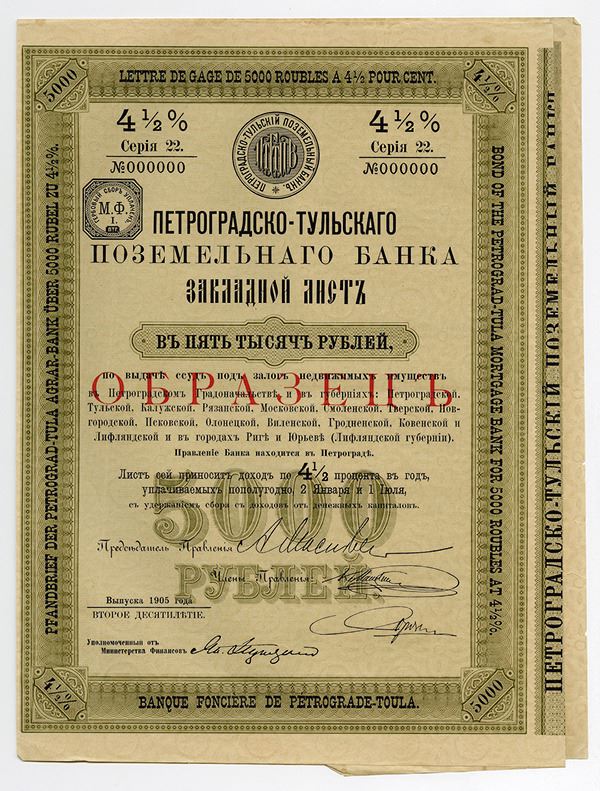 5000
LETTRE DE GAGE DE 5000 ROUBLES A 4½ POUR CENT.
4½%
4½%
Серія 22.
№000000
ПЕТРОГРАДСКО-ТУЛЬСКІЙ ПОЗЕМЕЛЬНЫЙ БАНКЪ
4½%
Серія 22.
№000000
М.Ф.
I.
ПЕТРОГРАДСКО-ТУЛЬСКАГО
ПОЗЕМЕЛЬНАГО БАНКА
ЗАКЛАДНОЙ ЛИСТЪ
ВЪ ПЯТЬ ТЫСЯЧЪ РУБЛЕЙ,
по выдачѣ ссудъ подъ залогъ недвижимыхъ имуществъ
ОБРАЗЕЦЪ
въ Петроградскомъ Градоначальствѣ и въ губерніяхъ: Петроградской,
Тульской, Калужской, Рязанской, Московской, Смоленской, Тверской, Нов-
городской, Псковской, Олонецкой, Виленской, Гродненской, Ковенской и
Лифляндской и въ городахъ Ригѣ и Юрьевѣ (Лифляндской губерніи).
Правленіе Банка находится въ Петроградѣ.
Листъ сей приноситъ доходъ по 4½ процента въ годъ,
уплачиваемыхъ пополугодно, 2 Января и 1 Іюля,
съ удержаніемъ сбора съ доходовъ отъ денежныхъ капиталовъ.
5000
РУБЛЕЙ.
Предсѣдатель Правленія
Члены Правленія:
Выпуска 1905 года
ВТОРОЕ ДЕСЯТИЛѢТІЕ.
Уполномоченный отъ
Министерства Финансовъ
4½%
BANQUE FONCIÈRE DE PETROGRADE-TOULA.
5000
PFANDBRIEF DER PETROGRAD-TULA AGRAR-BANK ÜBER 5000 RUBEL ZU 4½%.
BOND OF THE PETROGRAD-TULA MORTGAGE BANK FOR 5000 ROUBLES AT 4½%.
ПЕТРОГРАДСКО-ТУЛЬСКІЙ ПОЗЕМЕЛЬНЫЙ БАНКЪ